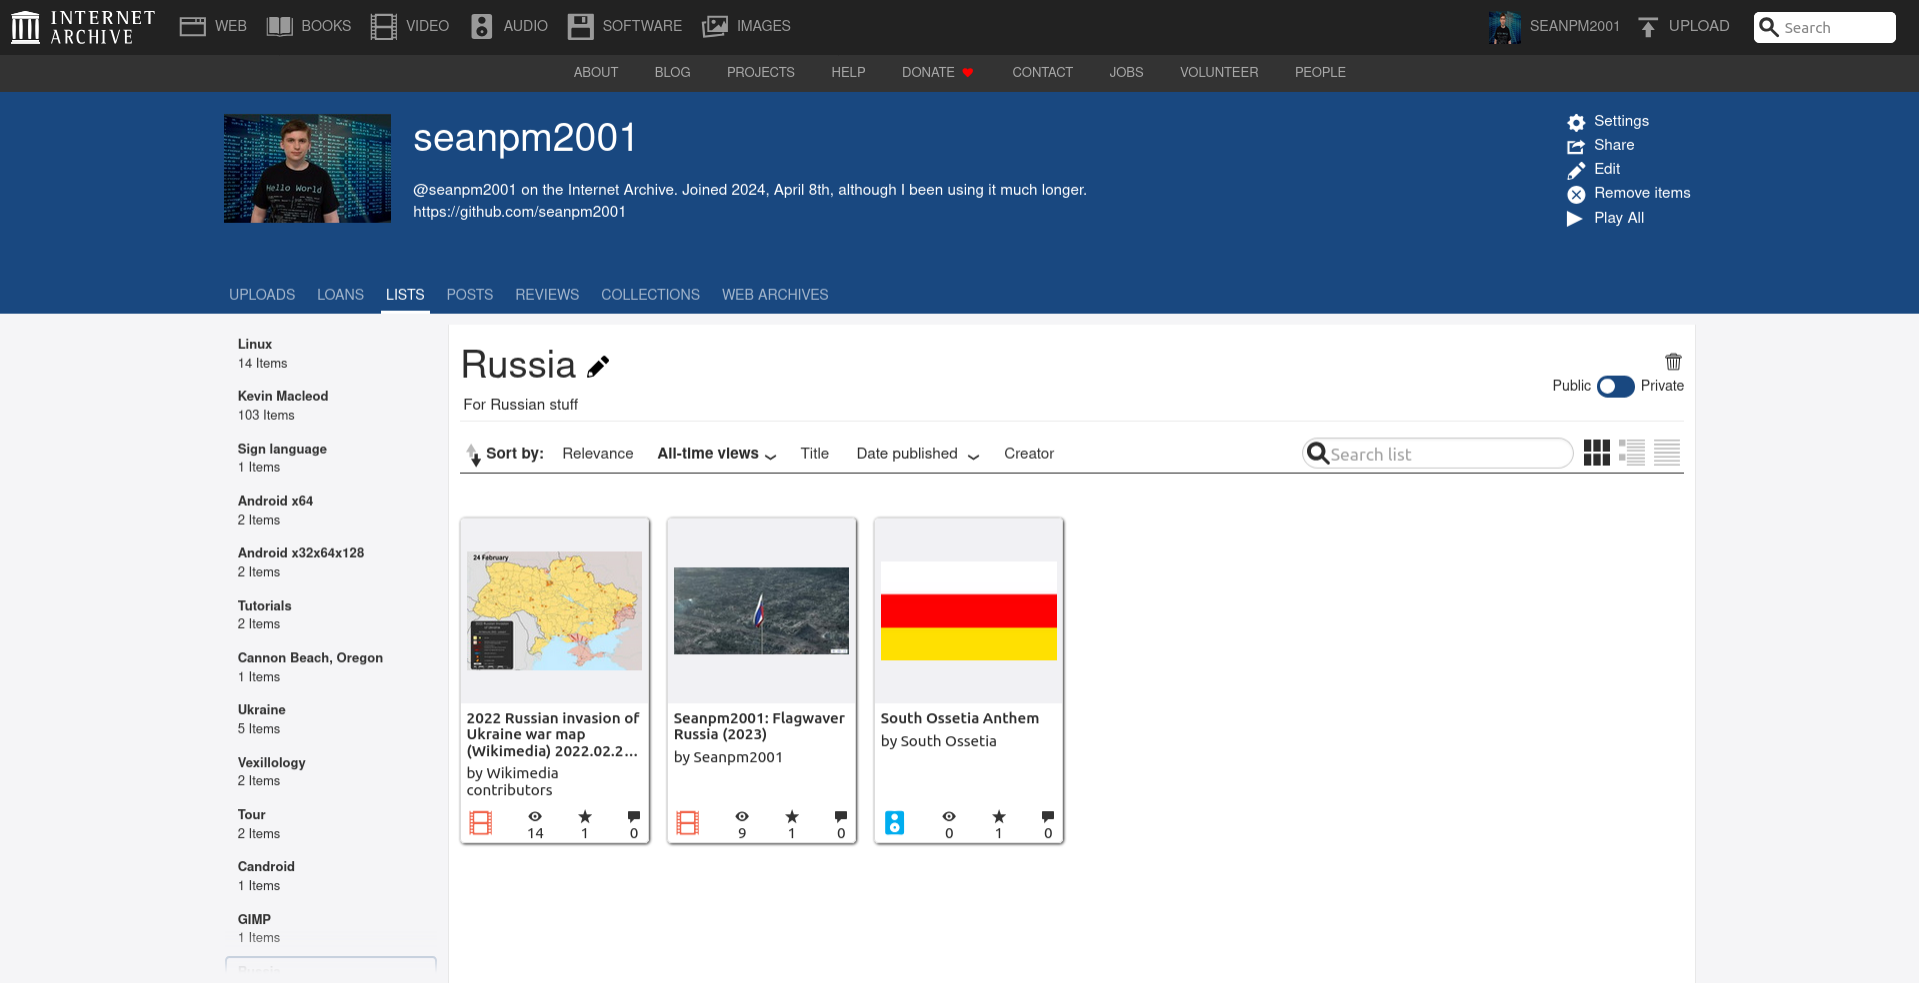 INTERNET
ARCHIVE
WEB
BOOKS
VIDEO
AUDIO
SOFTWARE
IMAGES
SEANPM2001
UPLOAD
Search
ABOUT
BLOG
PROJECTS
HELP
DONATE
CONTACT
JOBS
VOLUNTEER
PEOPLE
Hello World
seanpm2001
@seanpm2001 on the Internet Archive. Joined 2024, April 8th, although I been using it much longer.
https://github.com/seanpm2001
Settings
Share
Edit
Remove items
Play All
UPLOADS
LOANS
LISTS
POSTS
REVIEWS
COLLECTIONS
WEB ARCHIVES
Linux
14 Items
Kevin Macleod
103 Items
Sign language
1 Items
Android x64
2 Items
Android x32x64x128
2 Items
Tutorials
2 Items
Cannon Beach, Oregon
1 Items
Ukraine
5 Items
Vexillology
2 Items
Tour
2 Items
Candroid
1 Items
GIMP
1 Items
Russia
Russia
For Russian stuff
Public
Private
Sort by:
Relevance
All-time views
Title
Date published
Creator
Search list
24 February
2022 Russian invasion of
Ukraine war map
(Wikimedia) 2022.02.2...
by Wikimedia
contributors
14
1
0
Seanpm2001: Flagwaver
Russia (2023)
by Seanpm2001
9
1
0
South Ossetia Anthem
by South Ossetia
0
1
0